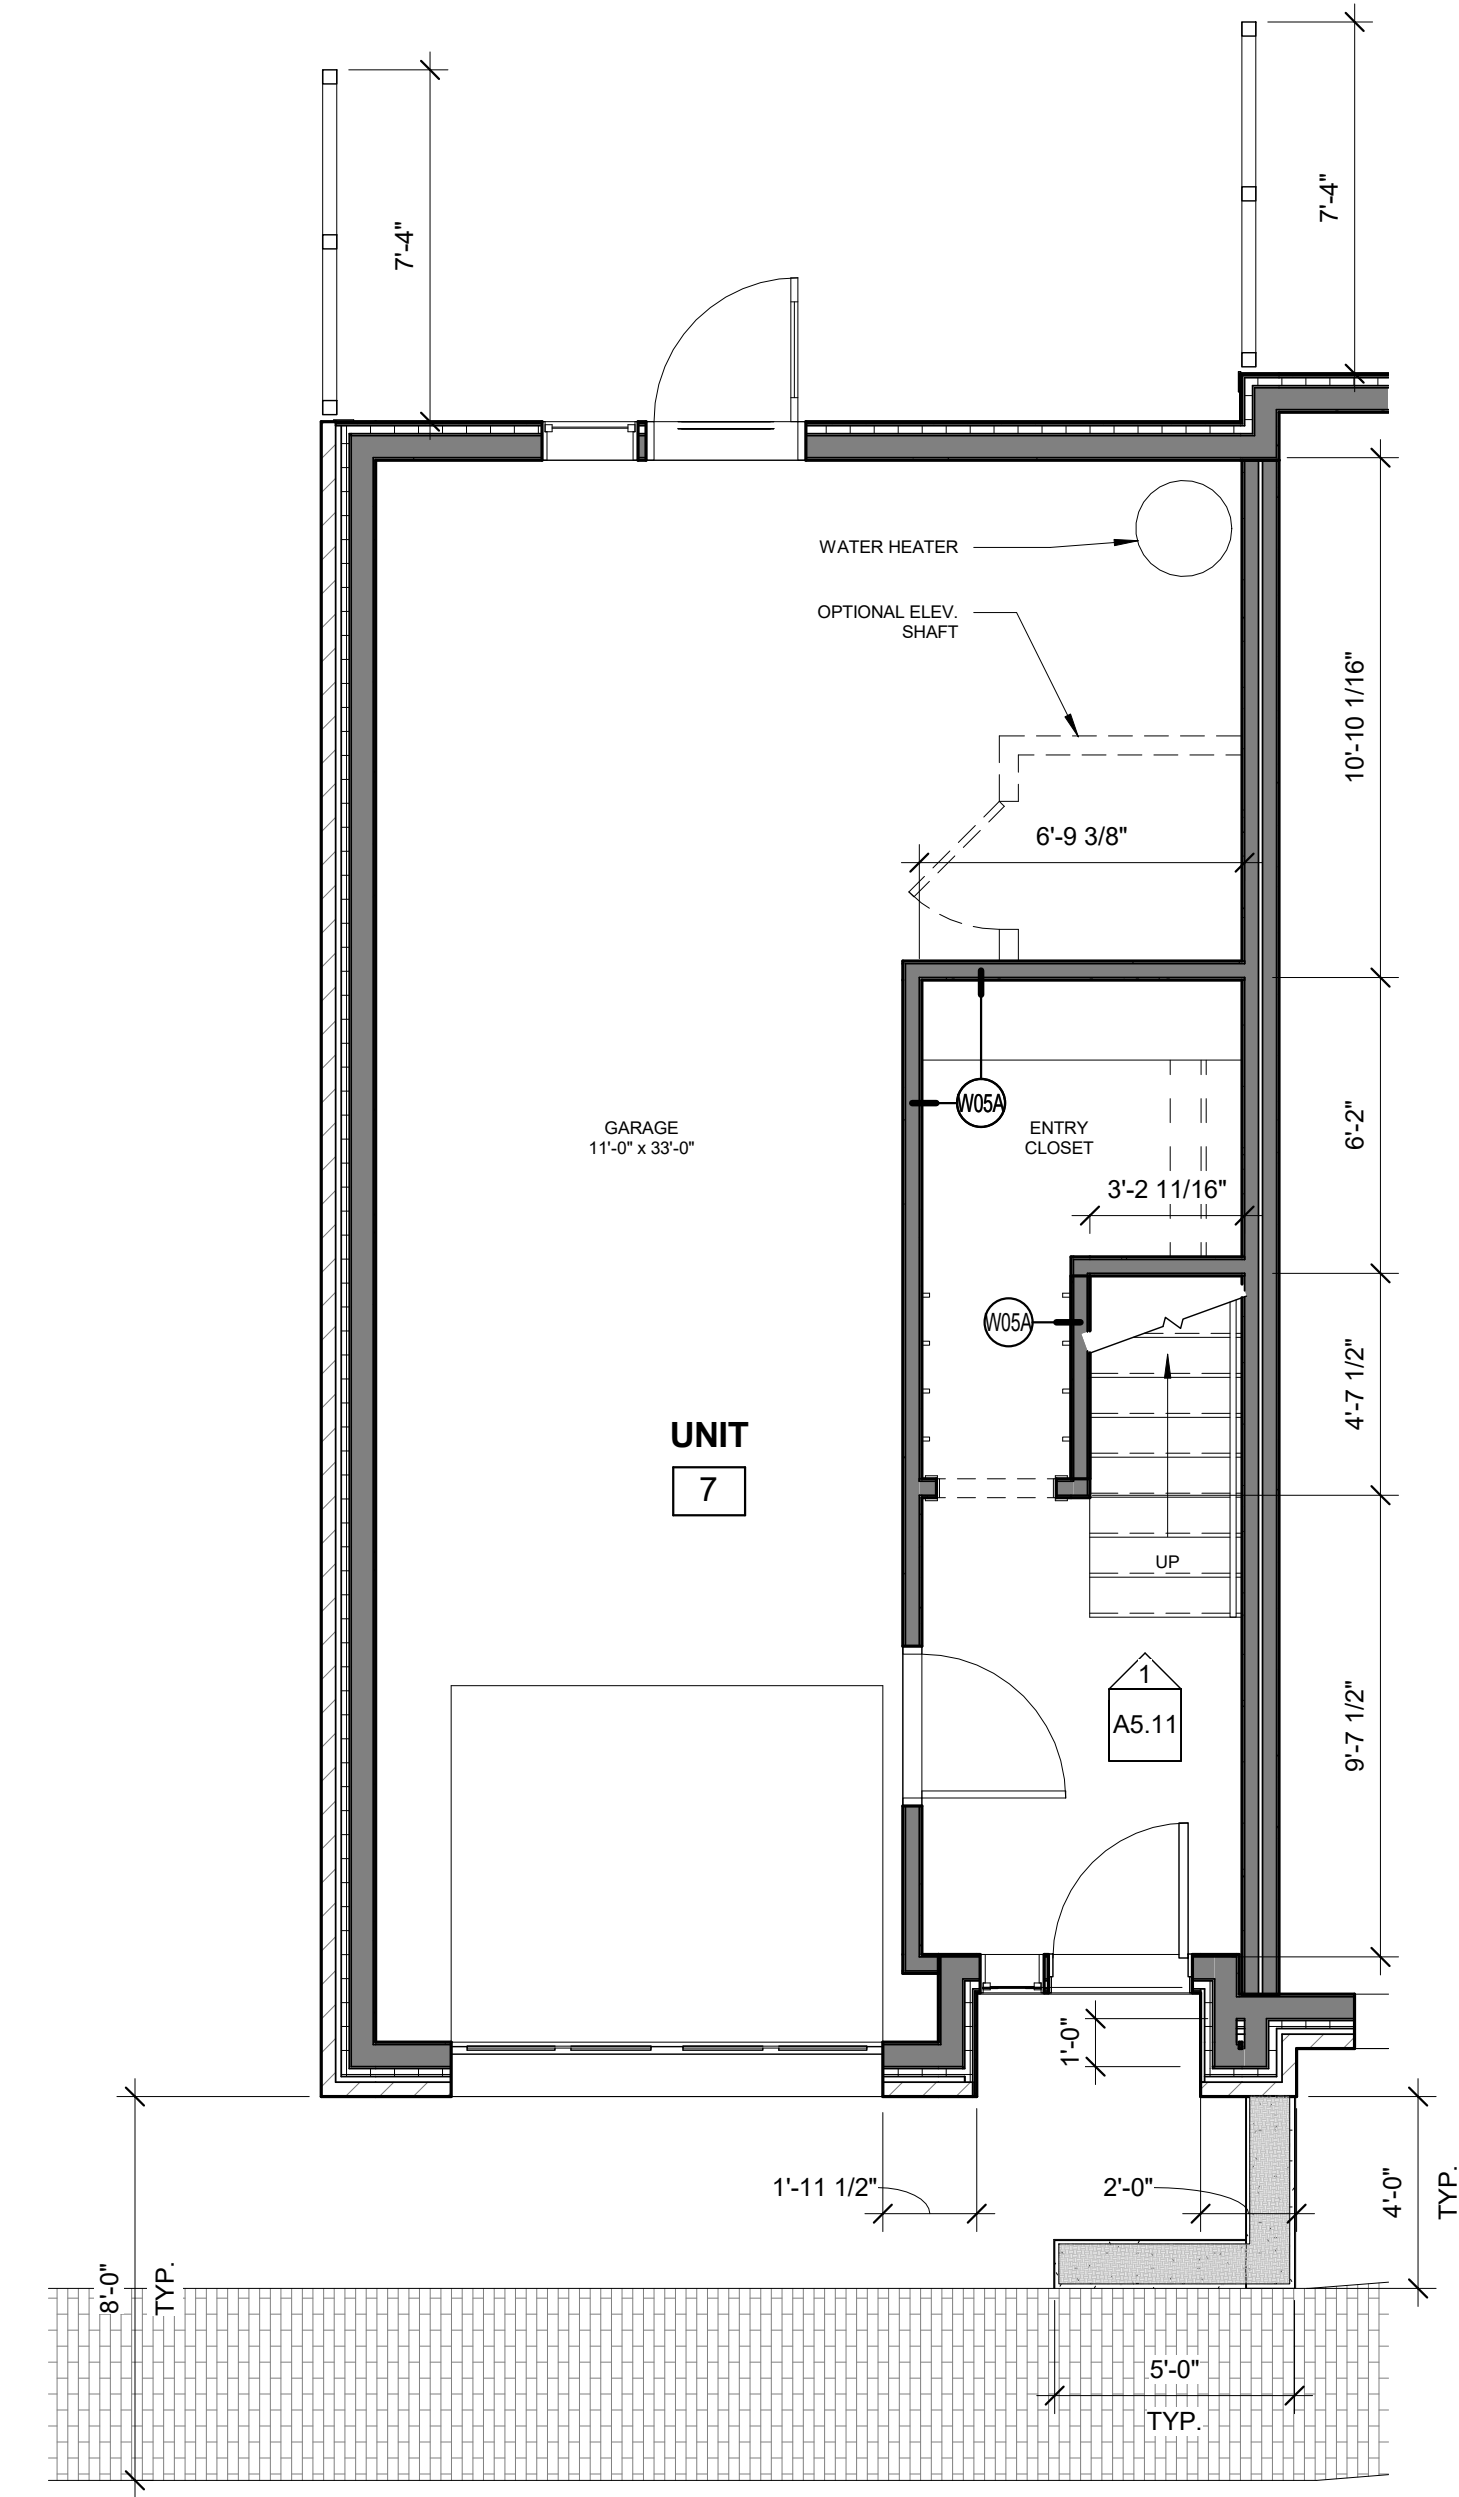 7'-4"
7'-4"
WATER HEATER
OPTIONAL ELEV.
SHAFT
10'-10 1/16"
6'-9 3/8"
W05A
GARAGE
11'-0" x 33'-0"
ENTRY
CLOSET
6'-2"
3'-2 11/16"
W05A
4'-7 1/2"
UNIT
7
UP
1
A5.11
9'-7 1/2"
1'-0"
1'-11 1/2"
2'-0"
4'-0"
TYP.
8'-0"
TYP.
5'-0"
TYP.